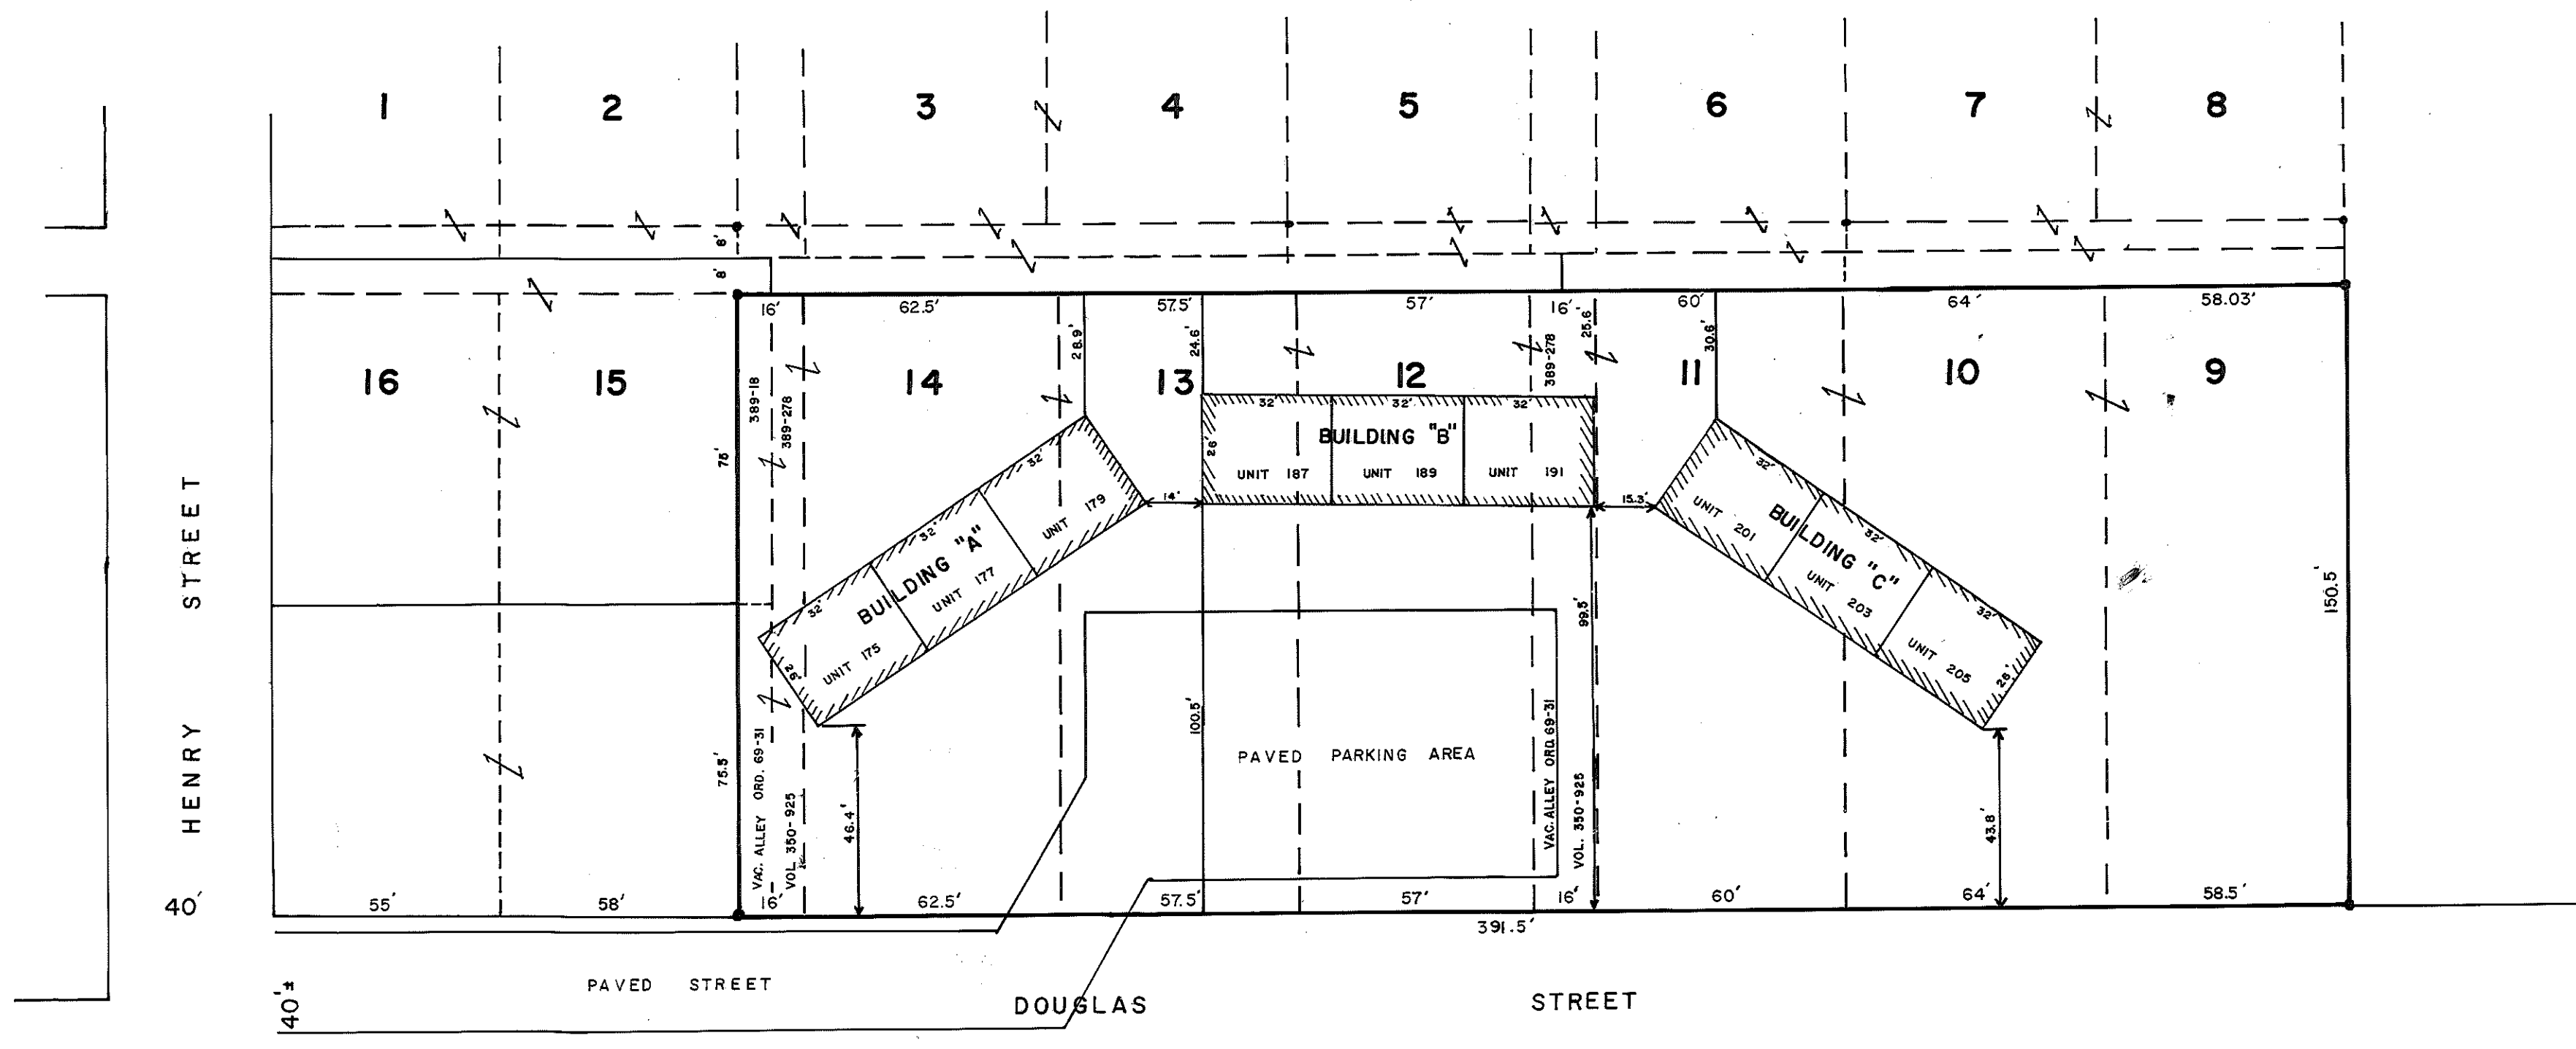 1 2 3 4 5 6 7 8
8'
8'
16' 62.5' 57.5' 57' 16' 60' 64' 58.03'
28.9' 24.6' 25.6 30.6'
16 15 14 13 12 11 10 9
389-18
389-278
389-278
75'
32' 32' 32'
BUILDING "B"
26'
UNIT 187 UNIT 189 UNIT 191
32' 32' 32'
BUILDING "A"
UNIT 175 UNIT 177 UNIT 179
26'
14'
15.3'
32' 32' 32'
BUILDING "C"
UNIT 201 UNIT 203 UNIT 205
26'
150.5'
HENRY STREET
40'
75.5'
VAC. ALLEY ORD. 69-31
VOL. 350-925
46.4'
100.5'
99.5'
PAVED PARKING AREA
VAC. ALLEY ORD. 69-31
VOL. 350-925
43.8'
55' 58' 16' 62.5' 57.5' 57' 16' 60' 64' 58.5'
391.5'
PAVED STREET
40'±
DOUGLAS STREET